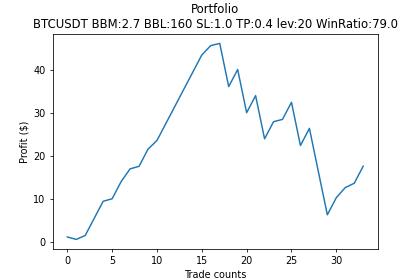 Portfolio
BTCUSDT BBM:2.7 BBL:160 SL:1.0 TP:0.4 lev:20 WinRatio:79.0
Profit ($)
40
30
20
10
0
0 5 10 15 20 25 30
Trade counts